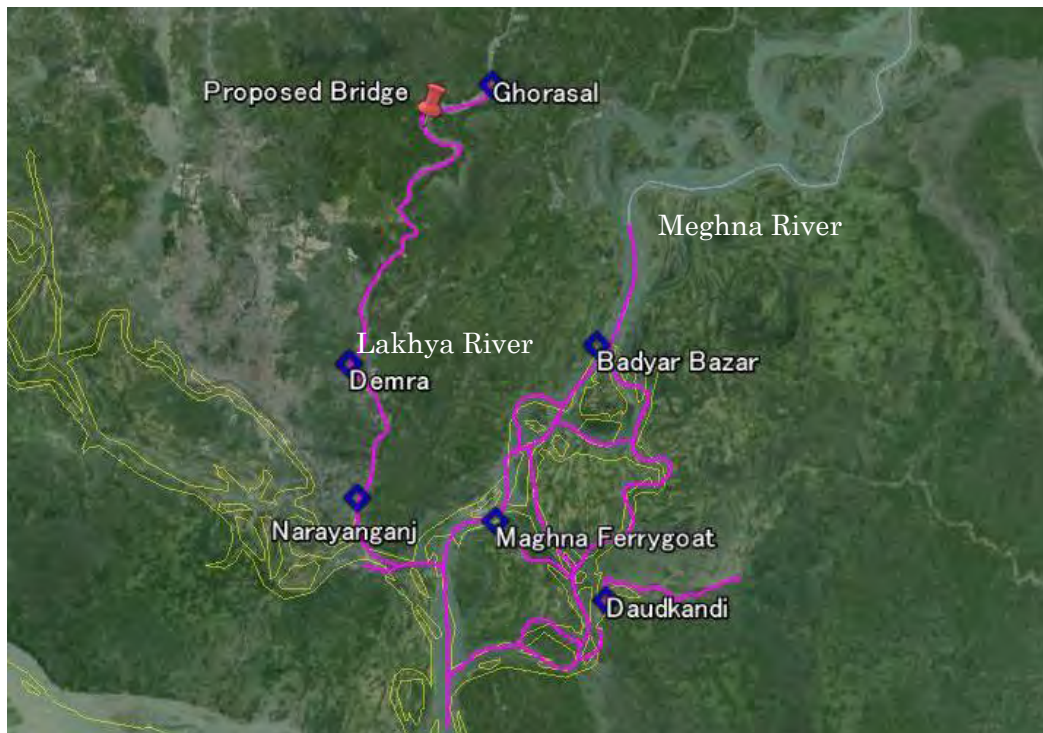 Proposed Bridge
Ghorasal
Meghna River
Lakhya River
Badyar Bazar
Demra
Narayanganj
Maghna Ferrygoat
Daudkandi